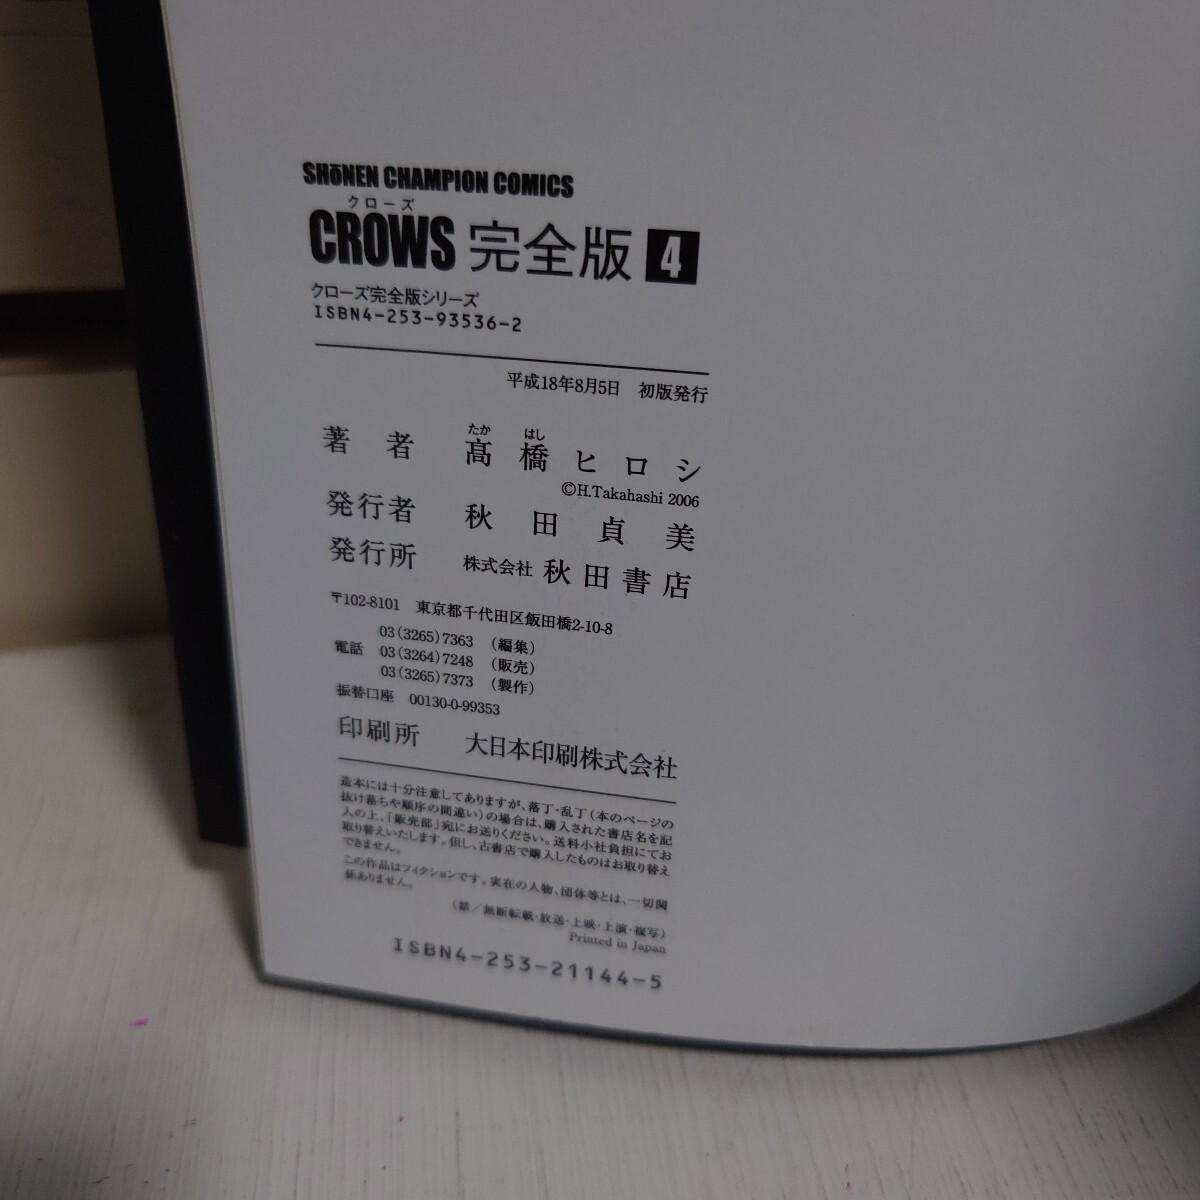 SHōNEN CHAMPION COMICS
クローズ
CROWS 完全版 4
クローズ完全版シリーズ
ISBN4-253-93536-2
平成18年8月5日 初版発行
たか はし
著者 髙橋ヒロシ
©H.Takahashi 2006
発行者 秋田貞美
発行所 株式会社 秋田書店
〒102-8101 東京都千代田区飯田橋2-10-8
03(3265)7363 (編集)
電話 03(3264)7248 (販売)
03(3265)7373 (製作)
振替口座 00130-0-99353
印刷所 大日本印刷株式会社
造本には十分注意してありますが、落丁・乱丁(本のページの
抜け落ちや順序の間違い)の場合は、購入された書店名を記
入の上、「販売部」宛にお送りください。送料小社負担にてお
取り替えいたします。但し、古書店で購入したものはお取り替え
できません。
この作品はフィクションです。実在の人物、団体等とは、一切関
係ありません。
(禁/無断転載・放送・上映・上演・複写)
Printed in Japan
ISBN4-253-21144-5